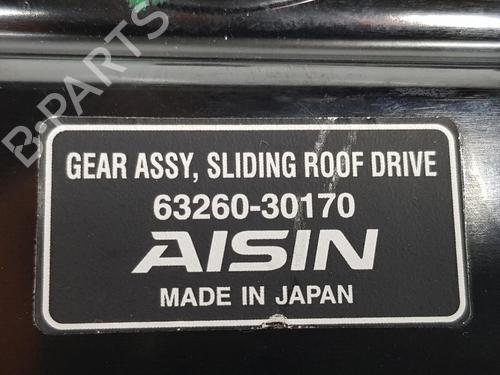 B-PARTS
GEAR ASSY, SLIDING ROOF DRIVE
63260-30170
AISIN
MADE IN JAPAN